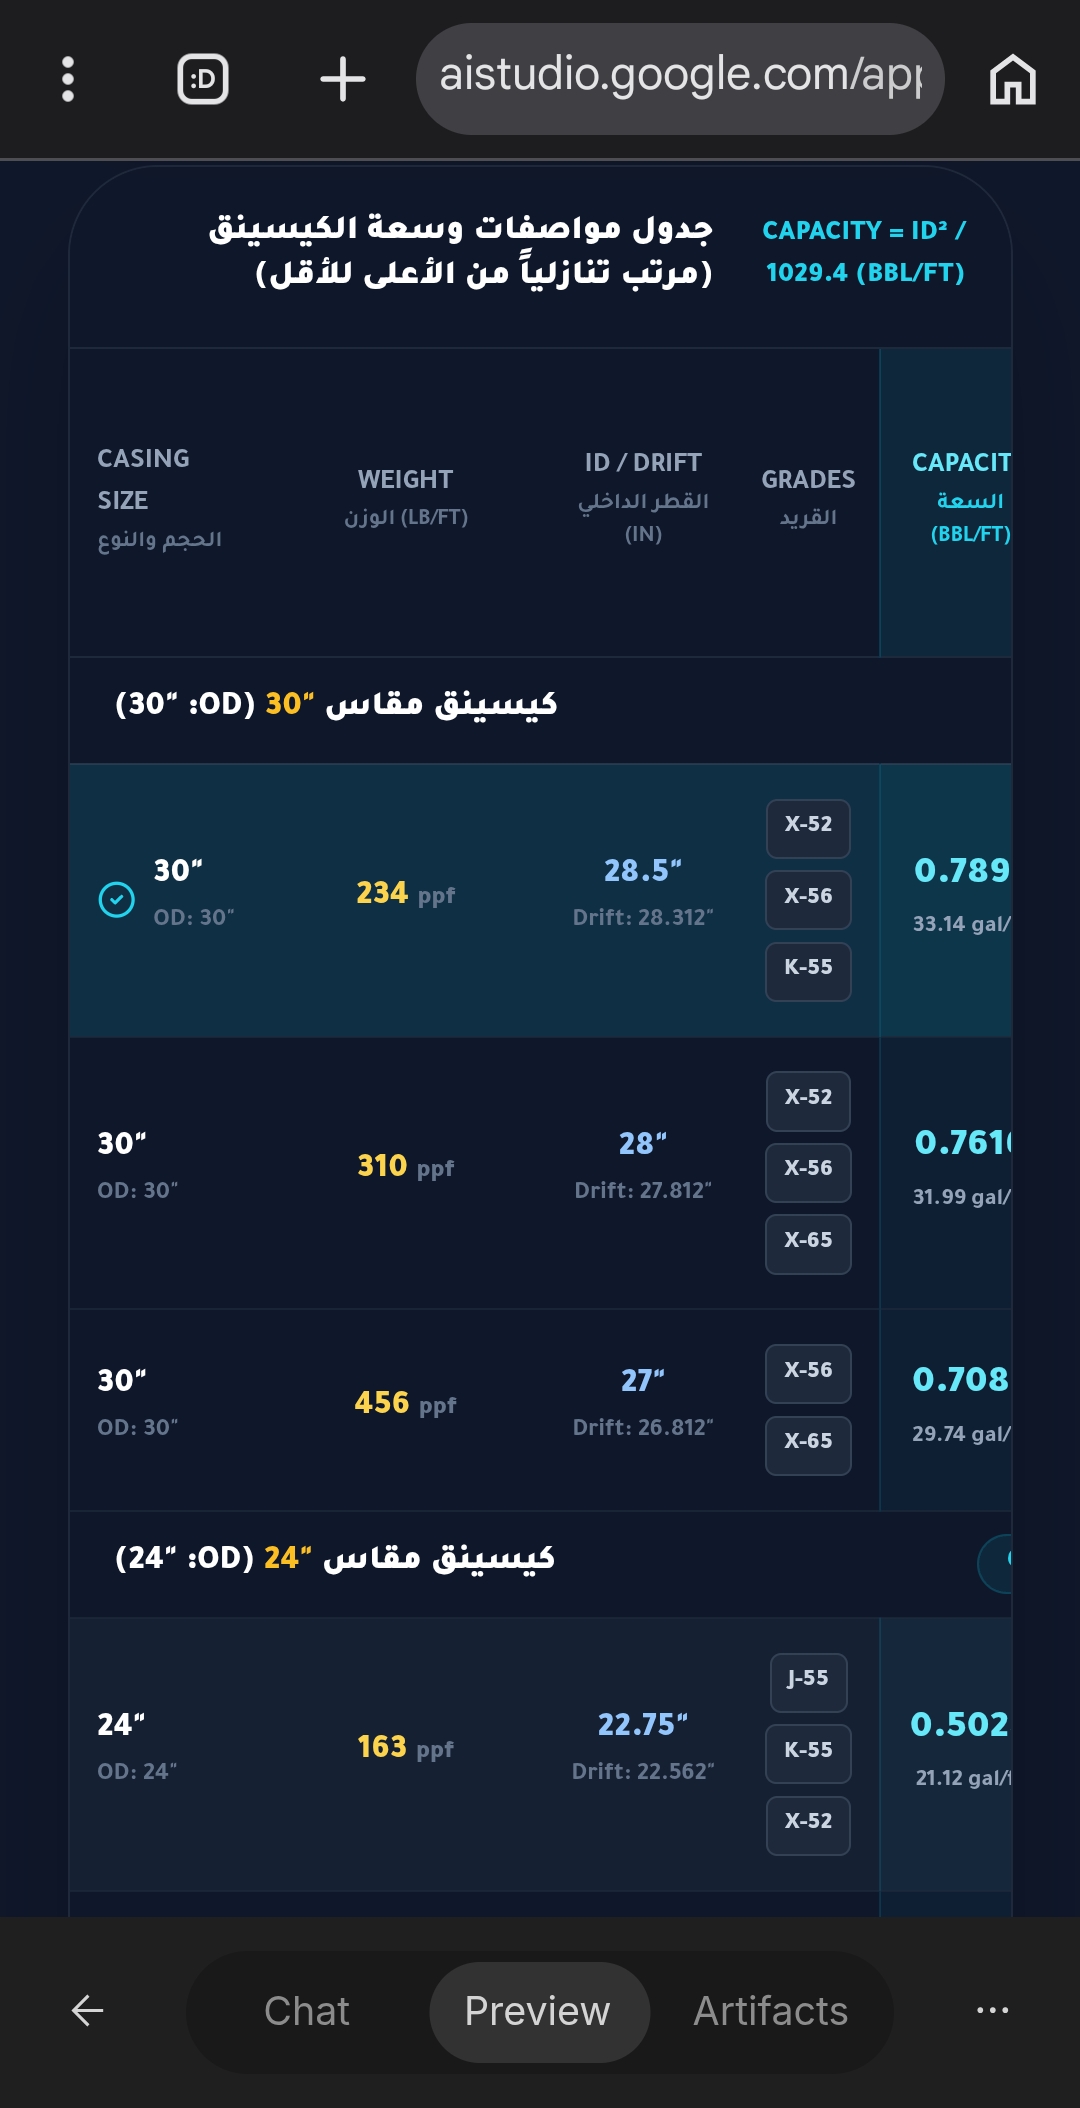 :D
aistudio.google.com/app
جدول مواصفات وسعة الكيسينق
(مرتب تنازلياً من الأعلى للأقل)
CAPACITY = ID² /
1029.4 (BBL/FT)
CASING
SIZE
الحجم والنوع
WEIGHT
الوزن (LB/FT)
ID / DRIFT
القطر الداخلي
(IN)
GRADES
القريد
CAPACIT
السعة
(BBL/FT)
كيسينق مقاس 30" (OD: 30")
30"
OD: 30"
234 ppf
28.5"
Drift: 28.312"
X-52
X-56
K-55
0.789
33.14 gal/
30"
OD: 30"
310 ppf
28"
Drift: 27.812"
X-52
X-56
X-65
0.761
31.99 gal/
30"
OD: 30"
456 ppf
27"
Drift: 26.812"
X-56
X-65
0.708
29.74 gal/
كيسينق مقاس 24" (OD: 24")
24"
OD: 24"
163 ppf
22.75"
Drift: 22.562"
J-55
K-55
X-52
0.502
21.12 gal/
Chat
Preview
Artifacts